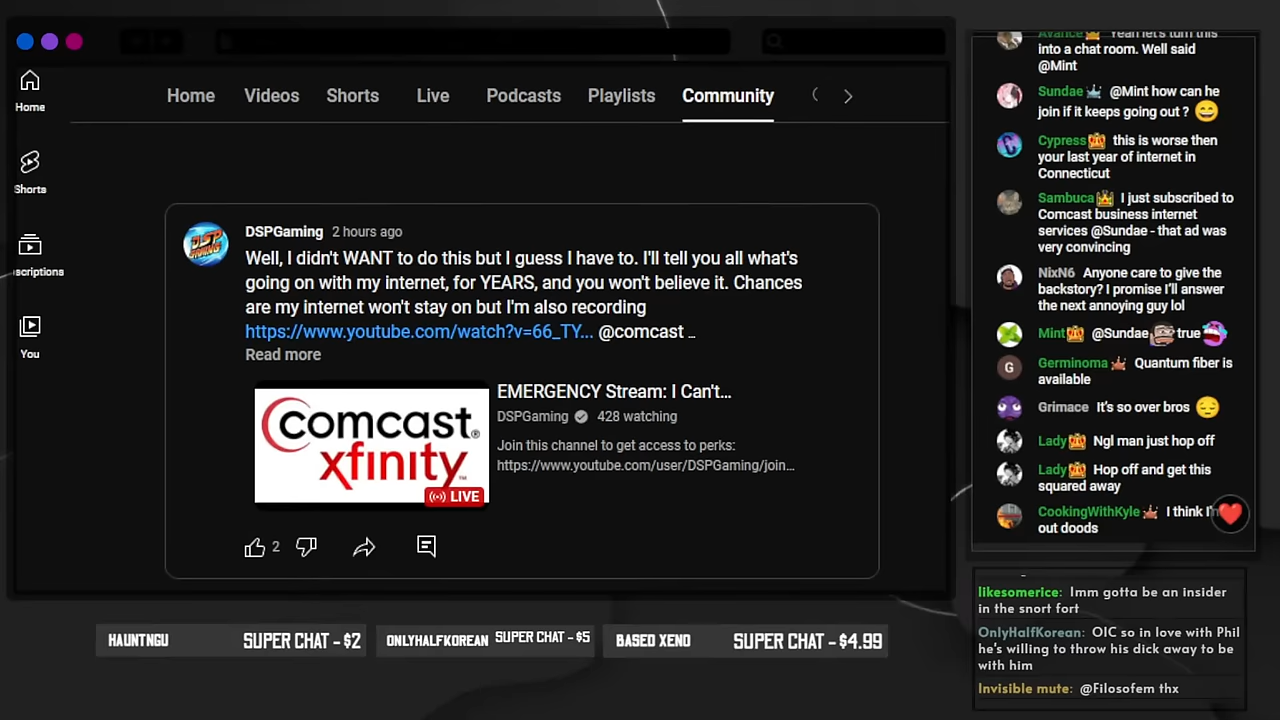 Home
Videos
Shorts
Live
Podcasts
Playlists
Community
Home
Shorts
scriptions
You
DSPGaming 2 hours ago
Well, I didn't WANT to do this but I guess I have to. I'll tell you all what's
going on with my internet, for YEARS, and you won't believe it. Chances
are my internet won't stay on but I'm also recording
https://www.youtube.com/watch?v=66_TY... @comcast ...
Read more
comcast
xfinity
LIVE
EMERGENCY Stream: I Can't...
DSPGaming 428 watching
Join this channel to get access to perks:
https://www.youtube.com/user/DSPGaming/join...
2
HAUNTNGU SUPER CHAT - $2
ONLYHALFKOREAN SUPER CHAT - $5
BASED XEND SUPER CHAT - $4.99
Avance Yeah let's turn this
into a chat room. Well said
@Mint
Sundae @Mint how can he
join if it keeps going out ?
Cypress this is worse then
your last year of internet in
Connecticut
Sambuca I just subscribed to
Comcast business internet
services @Sundae - that ad was
very convincing
NixN6 Anyone care to give the
backstory? I promise I'll answer
the next annoying guy lol
Mint @Sundae true
G
Germinoma Quantum fiber is
available
Grimace It's so over bros
Lady Ngl man just hop off
Lady Hop off and get this
squared away
CookingWithKyle I think I'm
out doods
likesomerice: Imm gotta be an insider
in the snort fort
OnlyHalfKorean: OIC so in love with Phil
he's willing to throw his dick away to be
with him
Invisible mute: @Filosofem thx